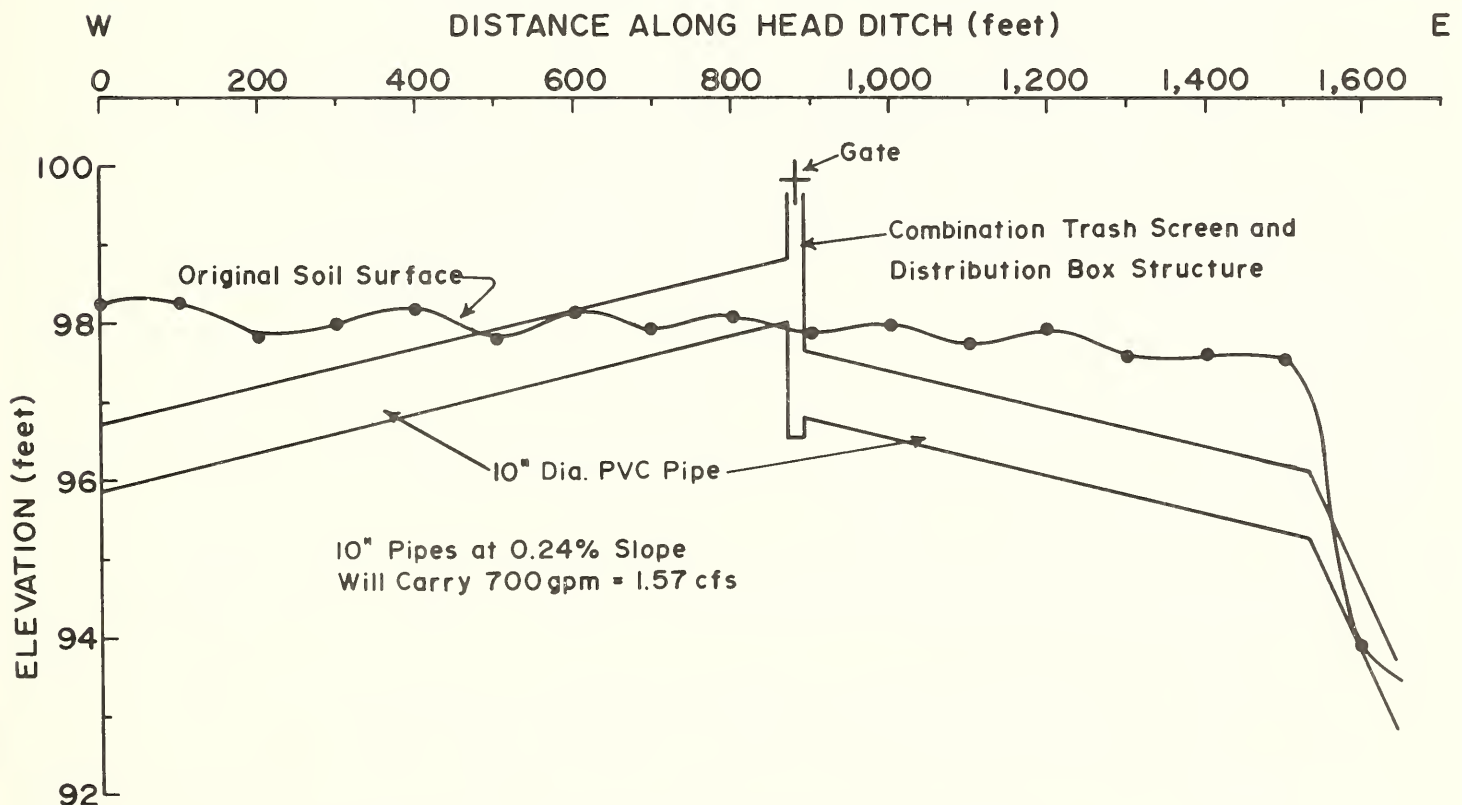 W DISTANCE ALONG HEAD DITCH (feet) E
0 200 400 600 800 1,000 1,200 1,400 1,600
100
98
96
94
92
ELEVATION (feet)
Gate
Combination Trash Screen and
Distribution Box Structure
Original Soil Surface
10" Dia. PVC Pipe
10" Pipes at 0.24% Slope
Will Carry 700 gpm = 1.57 cfs